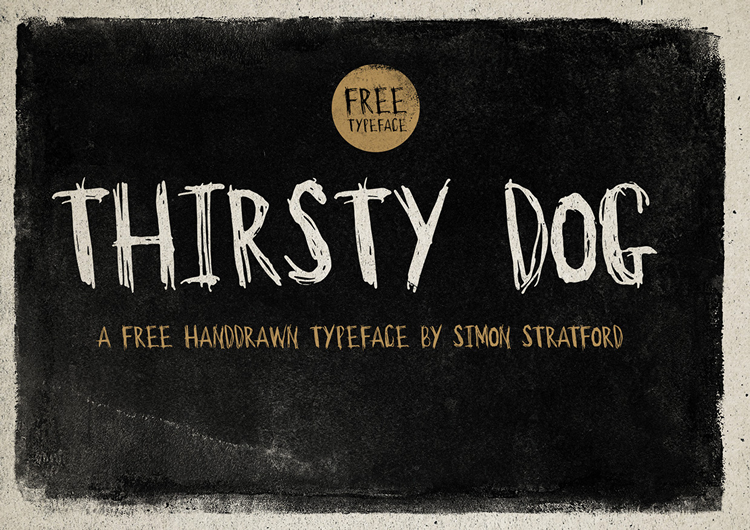 FREE
TYPEFACE
THIRSTY DOG
A FREE HANDDRAWN TYPEFACE BY SIMON STRATFORD